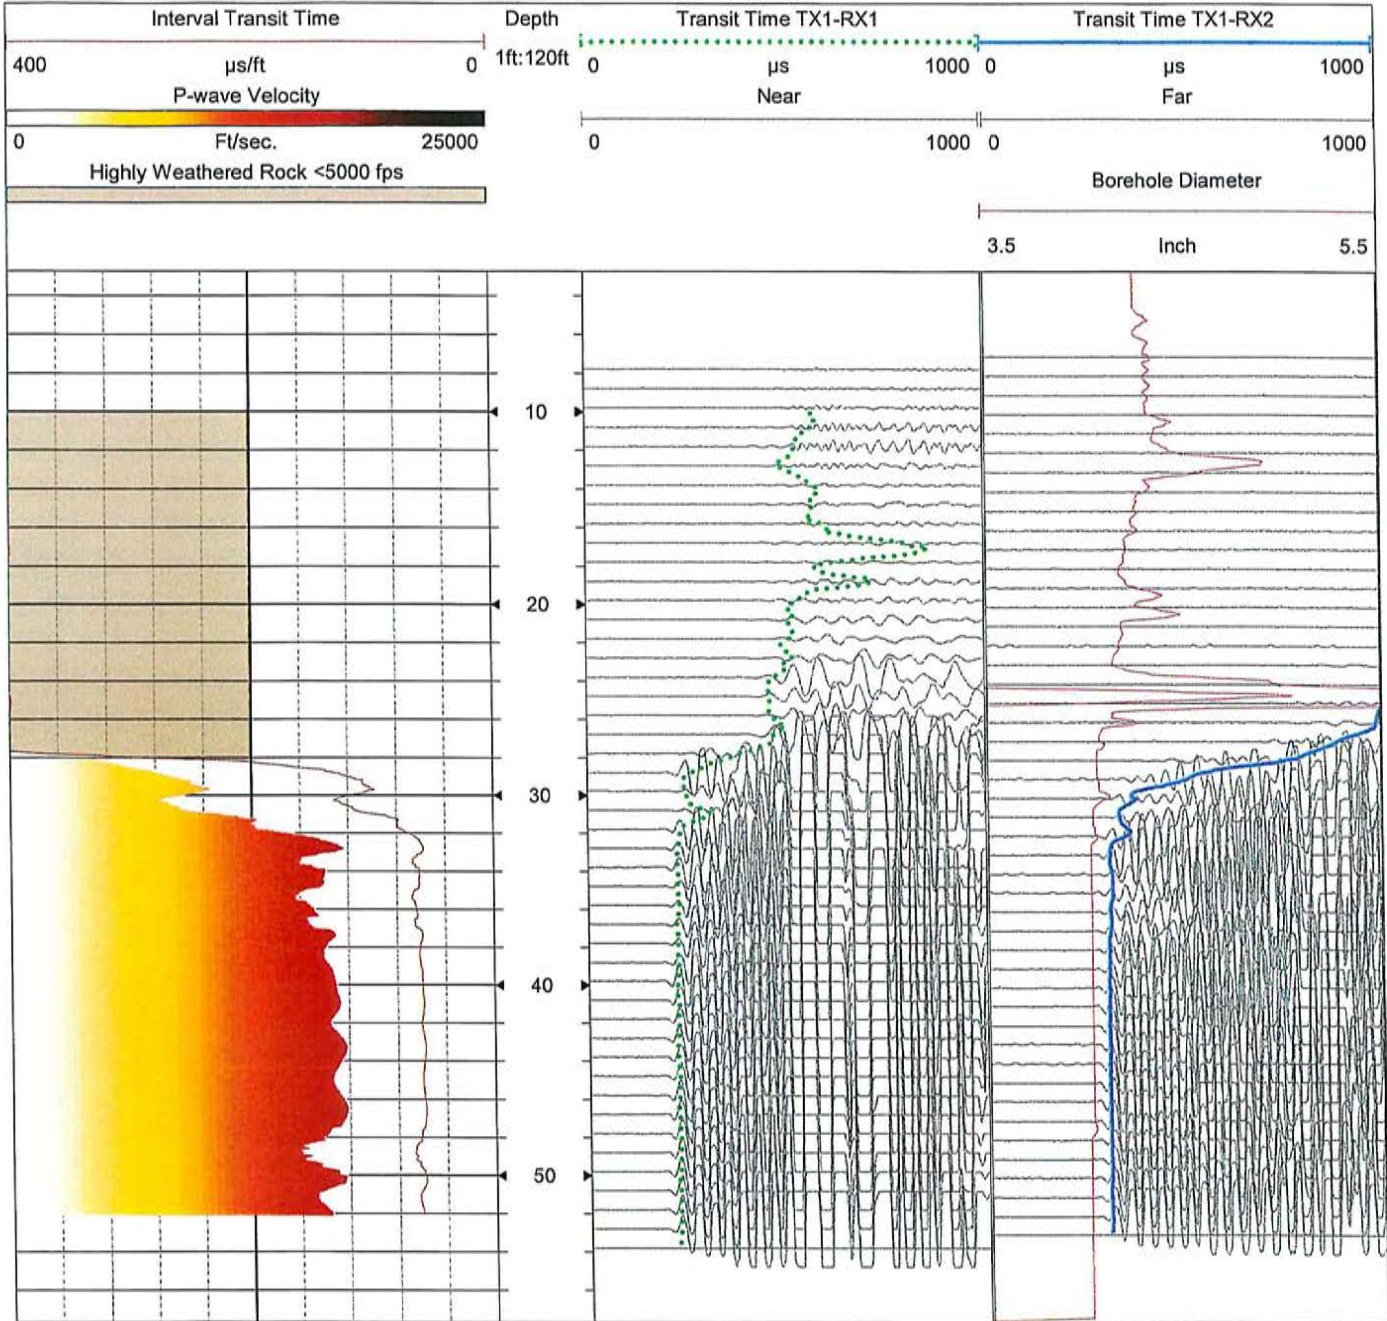 Interval Transit Time
Depth
Transit Time TX1-RX1
Transit Time TX1-RX2
1ft:120ft
400 µs/ft 0
0 µs 1000
0 µs 1000
P-wave Velocity
Near
Far
0 Ft/sec. 25000
0 1000
0 1000
Highly Weathered Rock <5000 fps
Borehole Diameter
3.5 Inch 5.5
10
20
30
40
50